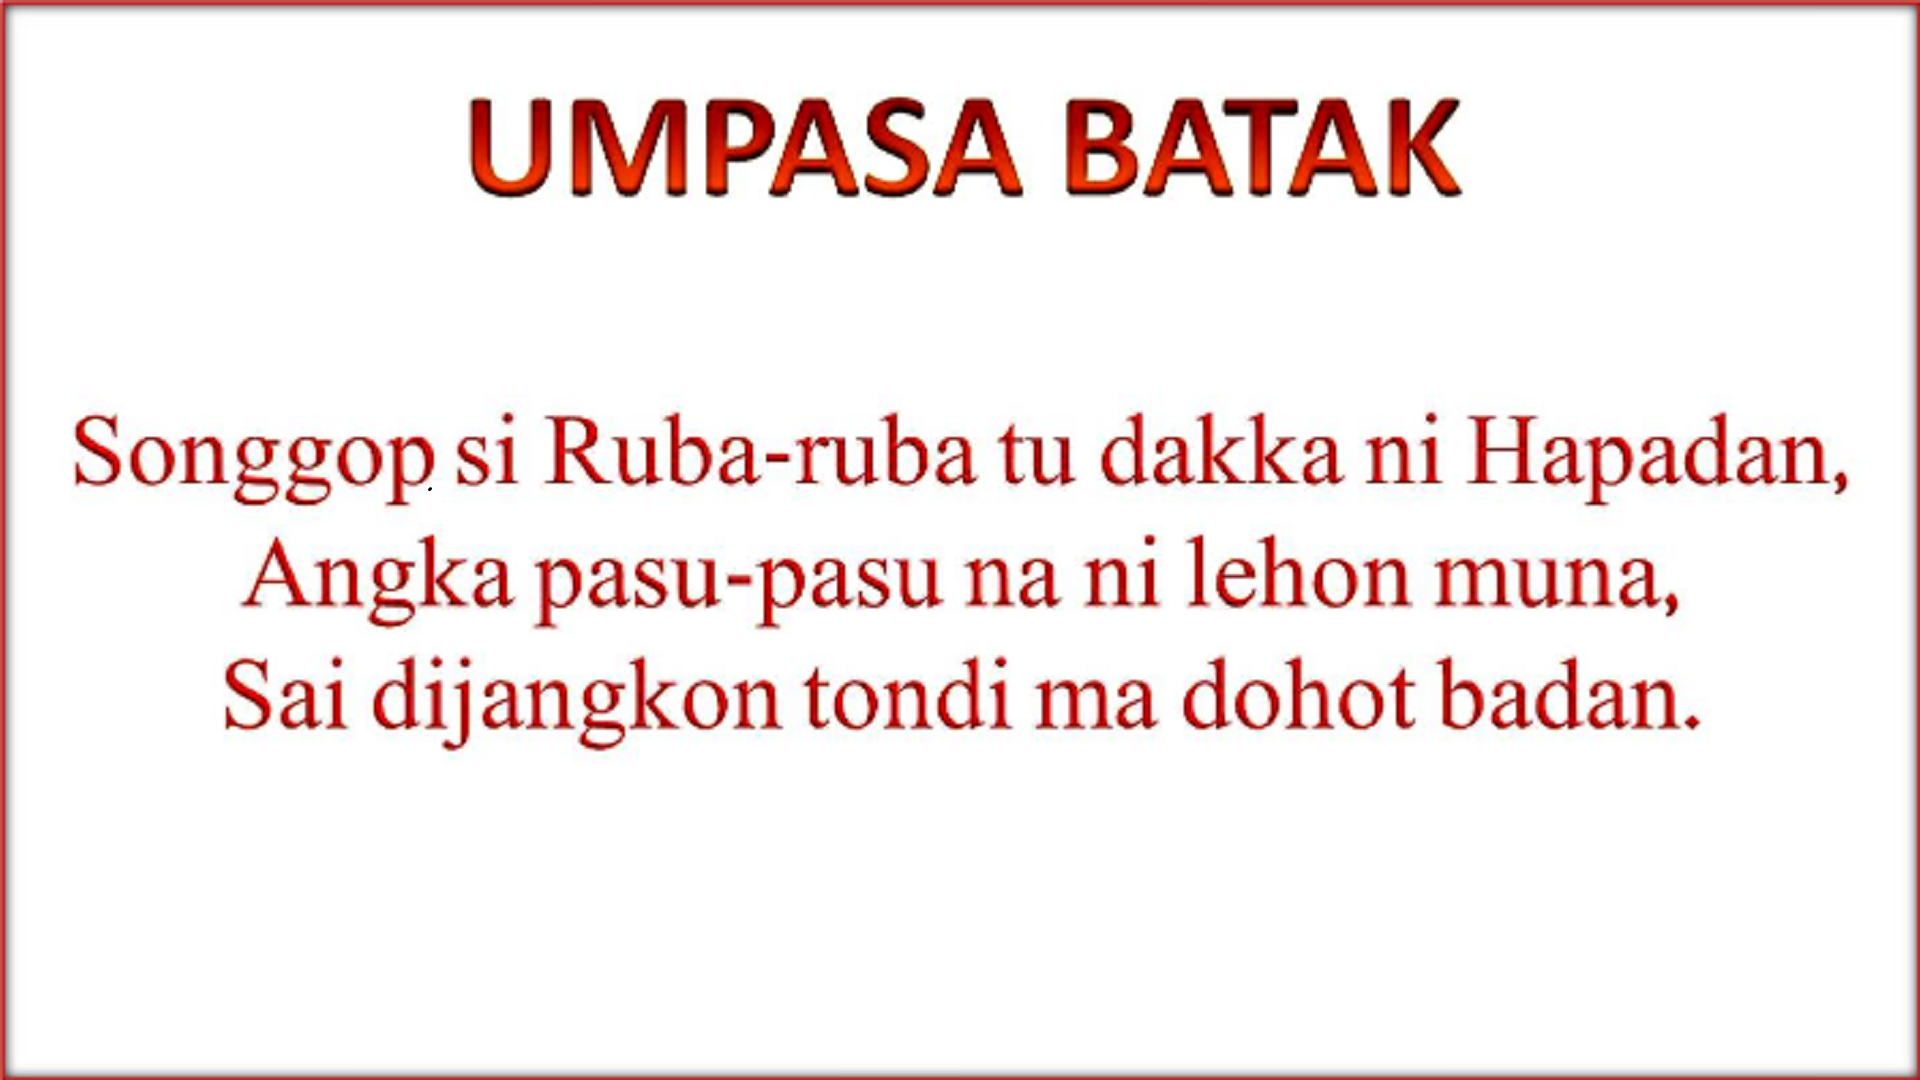 UMPASA BATAK
Songgop si Ruba-ruba tu dakka ni Hapadan,
Angka pasu-pasu na ni lehon muna,
Sai dijangkon tondi ma dohot badan.